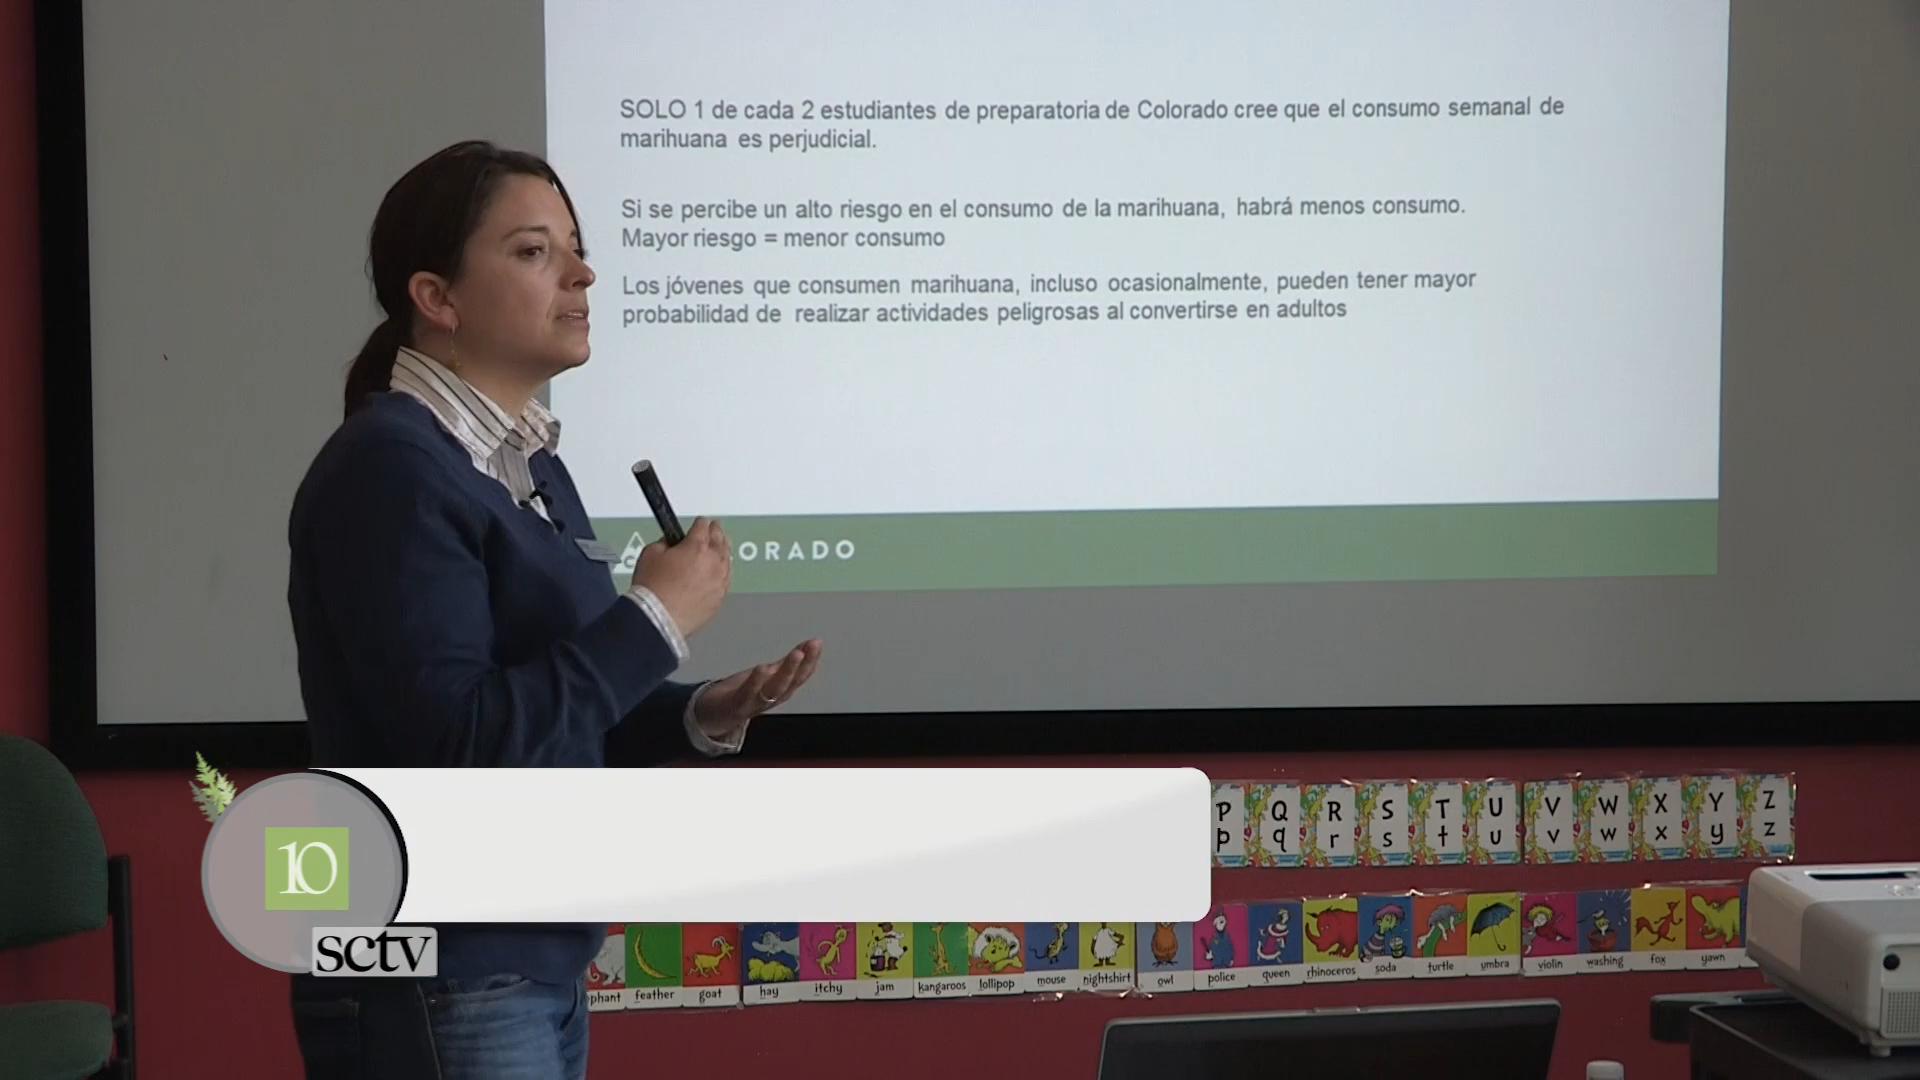 SOLO 1 de cada 2 estudiantes de preparatoria de Colorado cree que el consumo semanal de
marihuana es perjudicial.
Si se percibe un alto riesgo en el consumo de la marihuana, habrá menos consumo.
Mayor riesgo = menor consumo
Los jóvenes que consumen marihuana, incluso ocasionalmente, pueden tener mayor
probabilidad de realizar actividades peligrosas al convertirse en adultos
ORADO
P Q R S T U V W X Y Z
p q r s t u v w x y z
10
sctv
phant feather goat hay itchy jam kangaroos lollipop mouse nightshirt owl police queen rhinoceros soda turtle umbra violin washing fox yawn